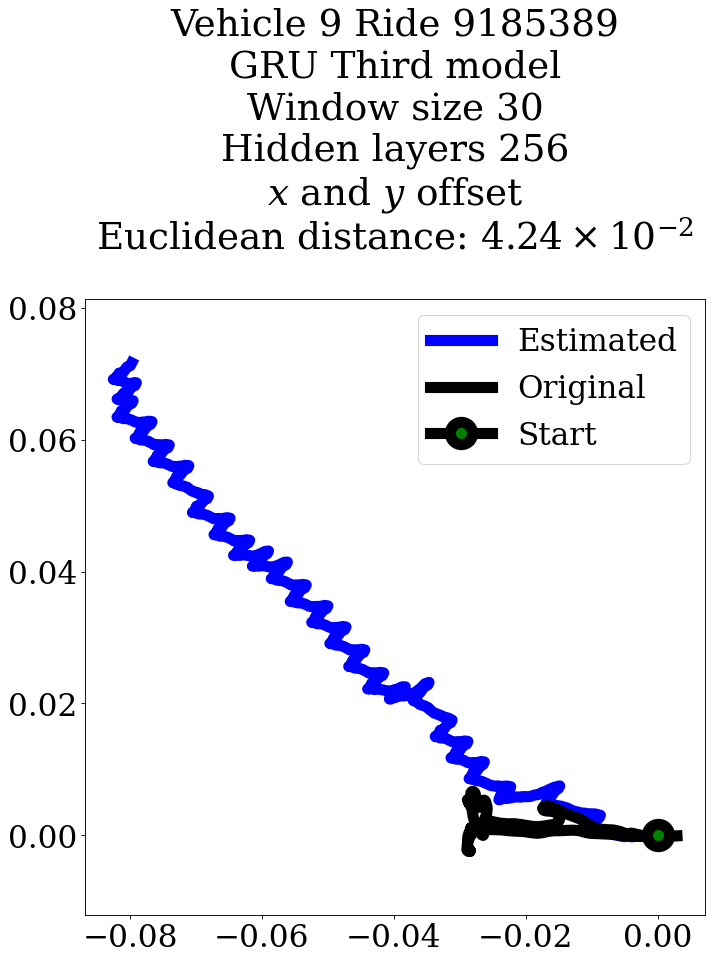 Vehicle 9 Ride 9185389
GRU Third model
Window size 30
Hidden layers 256
x and y offset
Euclidean distance: 4.24 × 10⁻²
Estimated
Original
Start
0.08
0.06
0.04
0.02
0.00
−0.08 −0.06 −0.04 −0.02 0.00